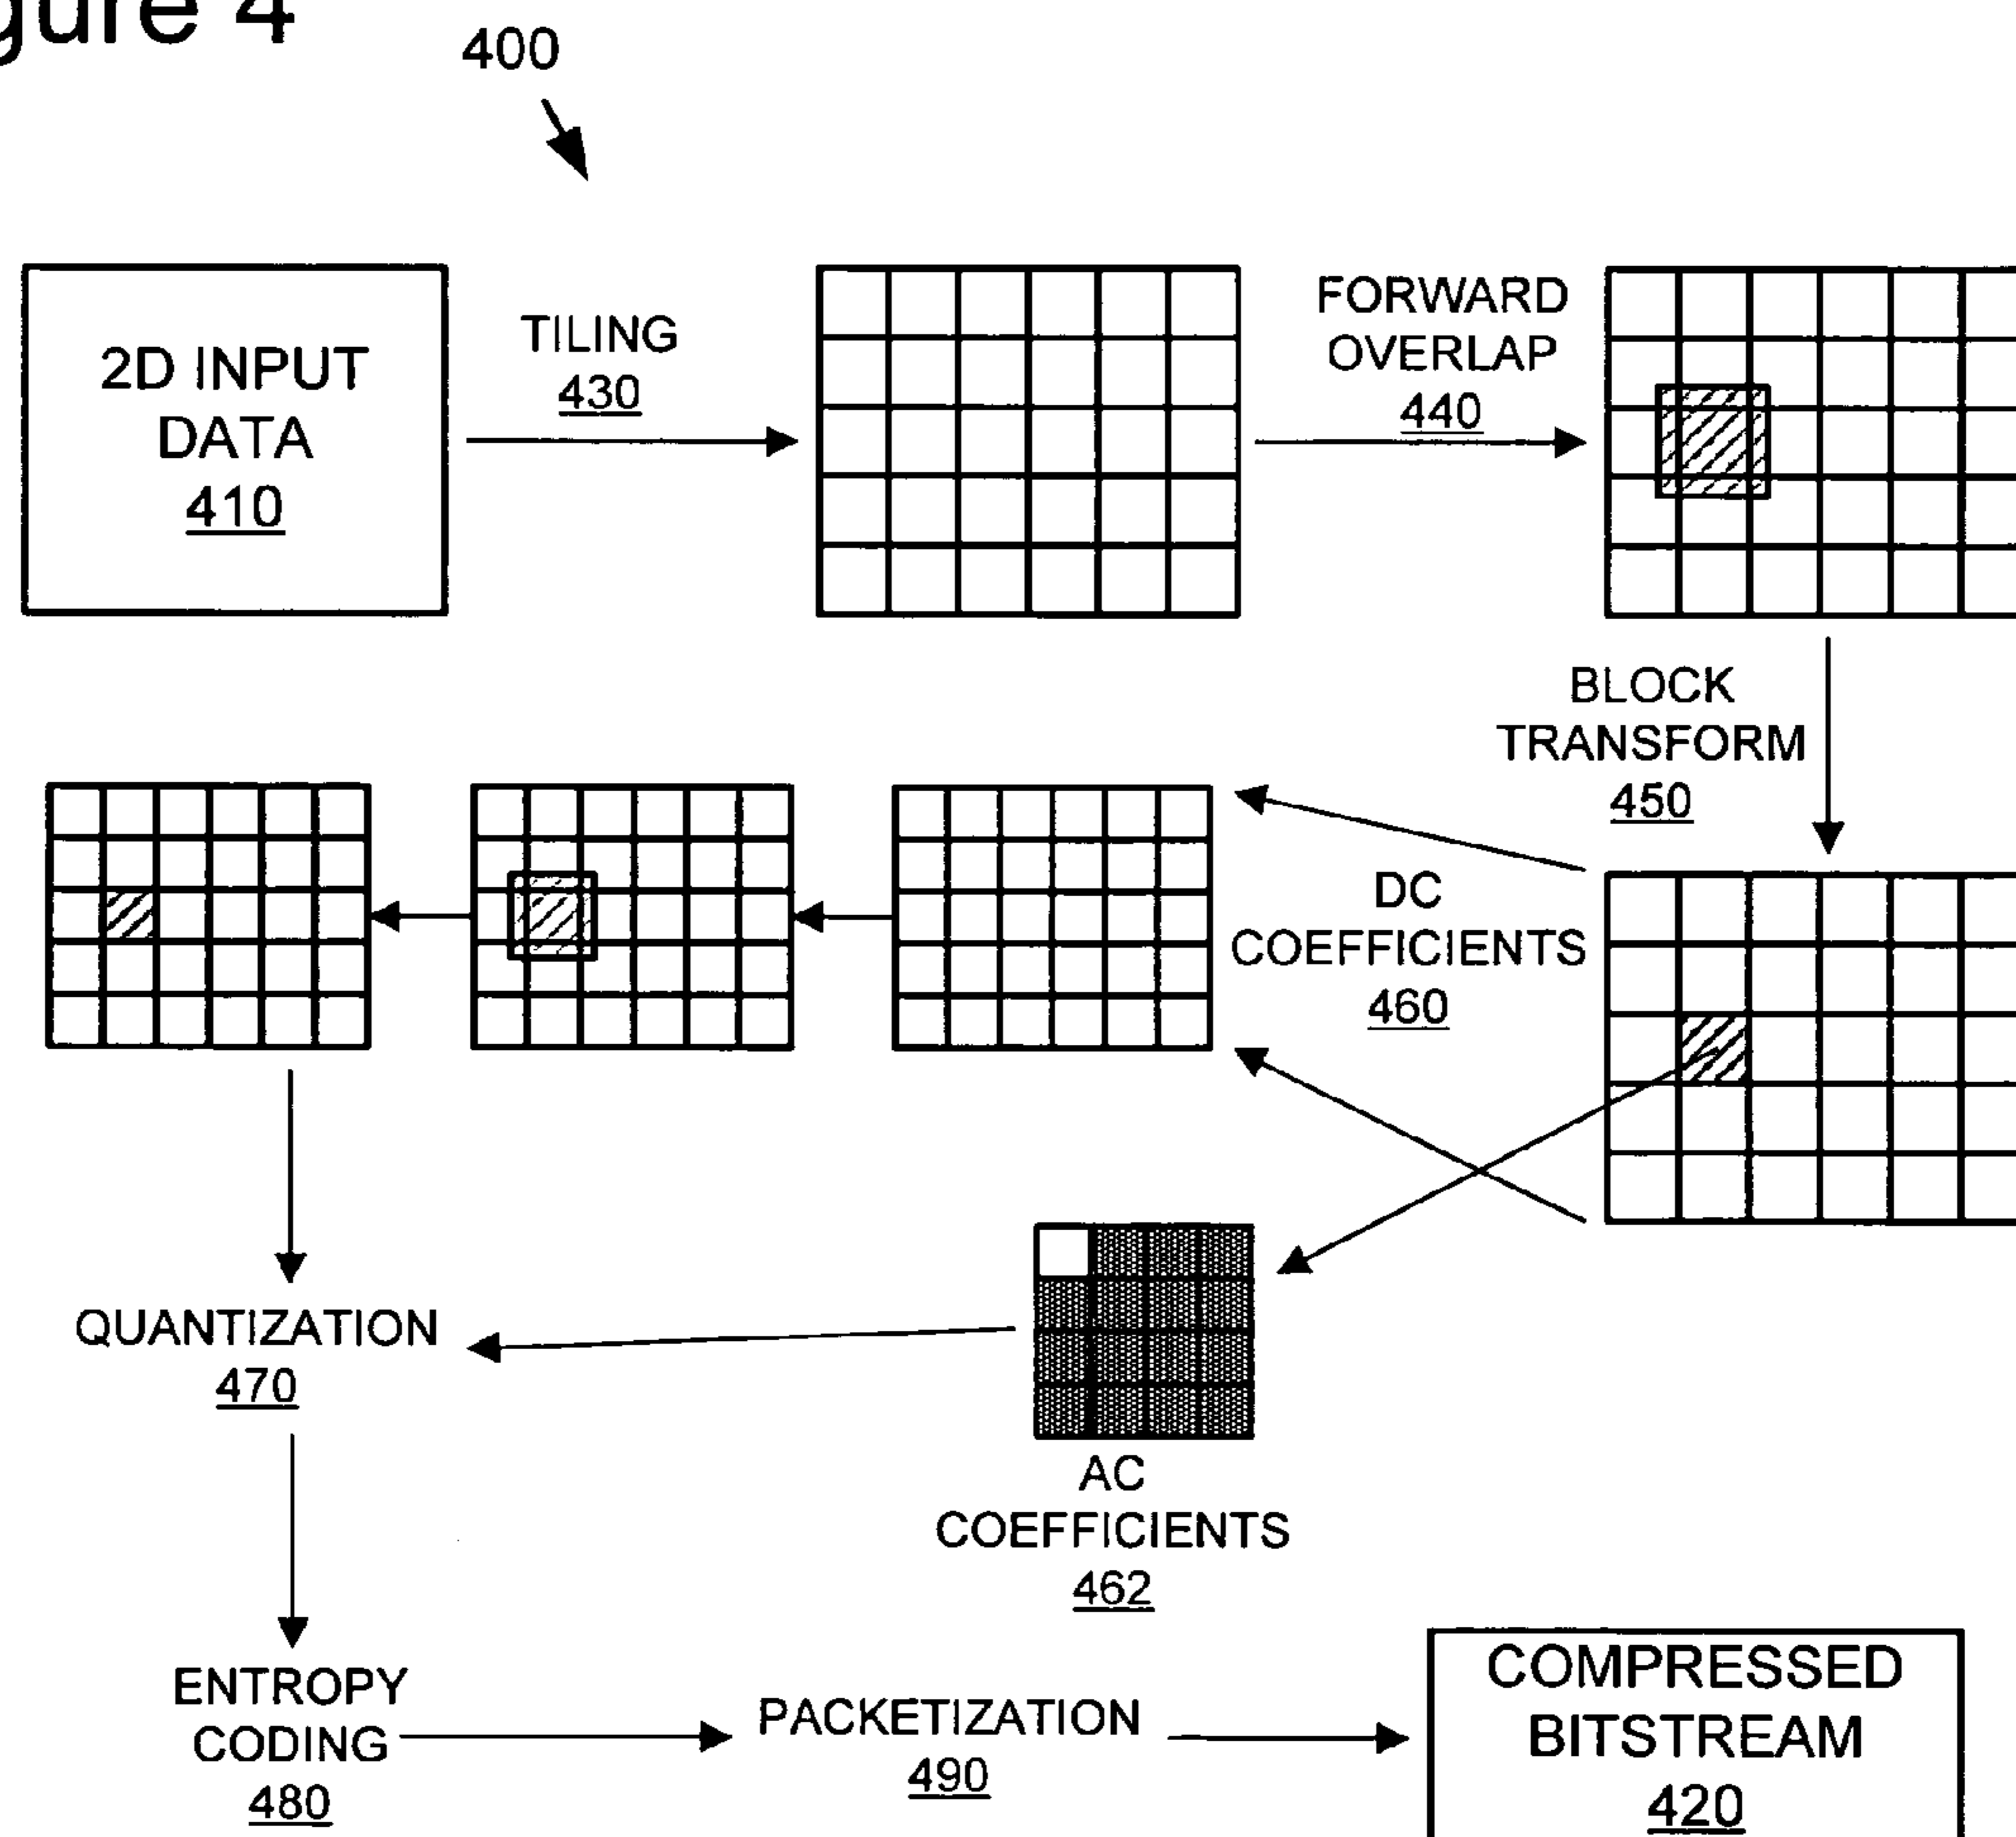 gure 4
400
2D INPUT
DATA
410
TILING
430
FORWARD
OVERLAP
440
BLOCK
TRANSFORM
450
DC
COEFFICIENTS
460
AC
COEFFICIENTS
462
QUANTIZATION
470
ENTROPY
CODING
480
PACKETIZATION
490
COMPRESSED
BITSTREAM
420